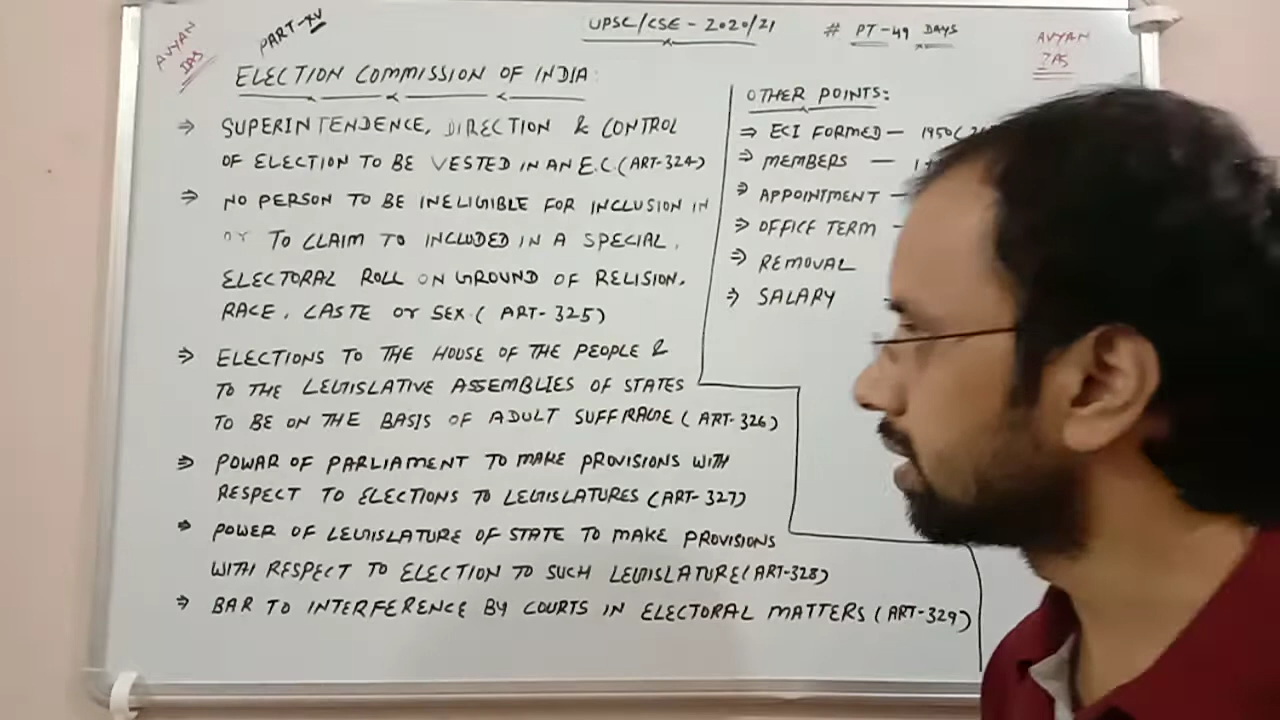 AVYAN
IAS
PART-XV
UPSC/CSE - 2020/21
# PT-49 DAYS
AVYAN
IAS
ELECTION COMMISSION OF INDIA:
⇒ SUPERINTENDENCE, DIRECTION & CONTROL
OF ELECTION TO BE VESTED IN AN E.C. (ART-324)
⇒ NO PERSON TO BE INELIGIBLE FOR INCLUSION IN
or TO CLAIM TO INCLUDED IN A SPECIAL,
ELECTORAL ROLL ON GROUND OF RELISION,
RACE, CASTE or SEX. ( ART-325)
⇒ ELECTIONS TO THE HOUSE OF THE PEOPLE &
TO THE LEGISLATIVE ASSEMBLIES OF STATES
TO BE ON THE BASIS OF ADULT SUFFRAGE ( ART-326)
⇒ POWAR OF PARLIAMENT TO MAKE PROVISIONS WITH
RESPECT TO ELECTIONS TO LEGISLATURES (ART-327)
⇒ POWER OF LEGISLATURE OF STATE TO MAKE PROVISIONS
WITH RESPECT TO ELECTION TO SUCH LEGISLATURE (ART-328)
⇒ BAR TO INTERFERENCE BY COURTS IN ELECTORAL MATTERS (ART-329)
OTHER POINTS:
⇒ ECI FORMED — 1950(
⇒ MEMBERS —
⇒ APPOINTMENT —
⇒ OFFICE TERM —
⇒ REMOVAL
⇒ SALARY -